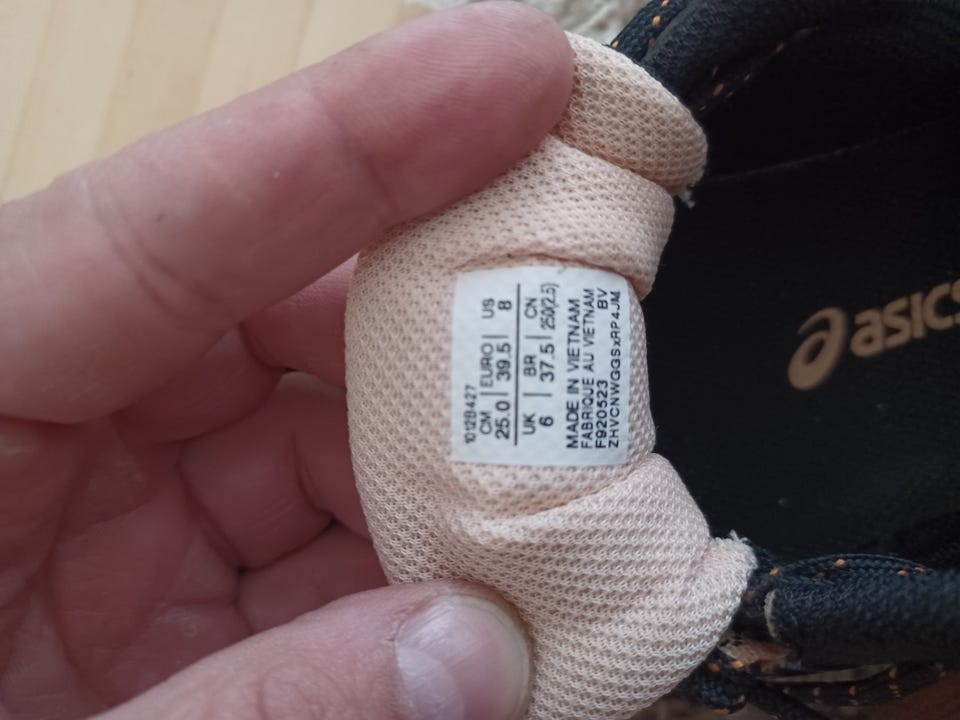 1012B427
CM | EURO | US
25.0 | 39.5 | 8
UK | BR | CN
6 | 37.5 | 250(2.5)
MADE IN VIETNAM
FABRIQUE AU VIETNAM
F920523 BV
ZHVCNWGGSxRP4JM
asics